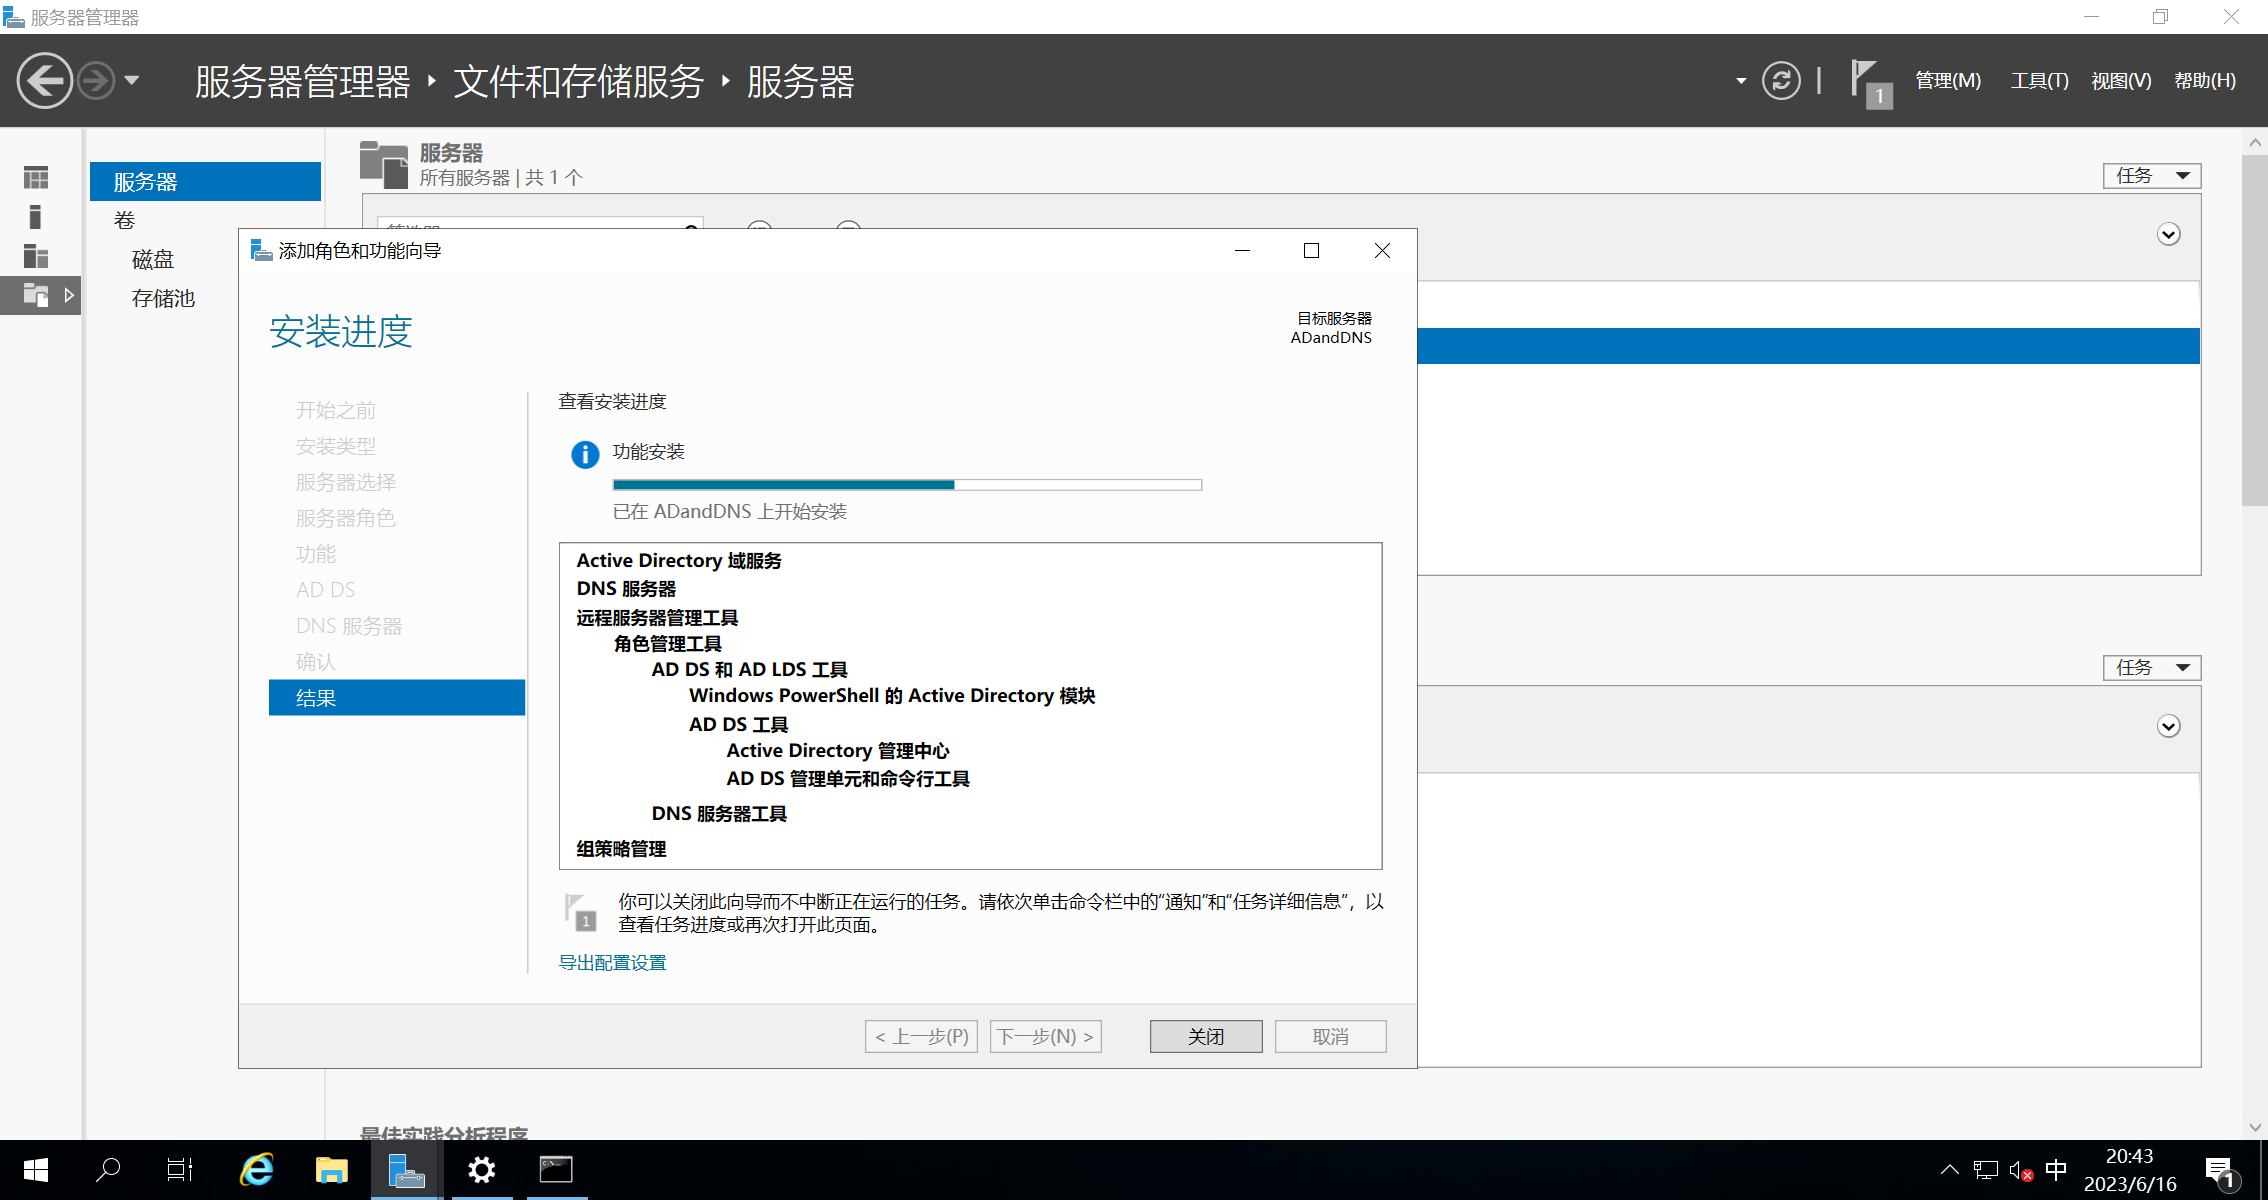 服务器管理器
服务器管理器 ‣ 文件和存储服务 ‣ 服务器
1
管理(M) 工具(T) 视图(V) 帮助(H)
服务器
卷
磁盘
存储池
服务器
所有服务器 | 共 1 个
任务
添加角色和功能向导
安装进度
目标服务器
ADandDNS
开始之前
安装类型
服务器选择
服务器角色
功能
AD DS
DNS 服务器
确认
结果
查看安装进度
功能安装
已在 ADandDNS 上开始安装
Active Directory 域服务
DNS 服务器
远程服务器管理工具
角色管理工具
AD DS 和 AD LDS 工具
Windows PowerShell 的 Active Directory 模块
AD DS 工具
Active Directory 管理中心
AD DS 管理单元和命令行工具
DNS 服务器工具
组策略管理
1
你可以关闭此向导而不中断正在运行的任务。请依次单击命令栏中的“通知”和“任务详细信息”，以
查看任务进度或再次打开此页面。
导出配置设置
< 上一步(P) 下一步(N) > 关闭 取消
任务
最佳实践分析程序
中
20:43
2023/6/16
1